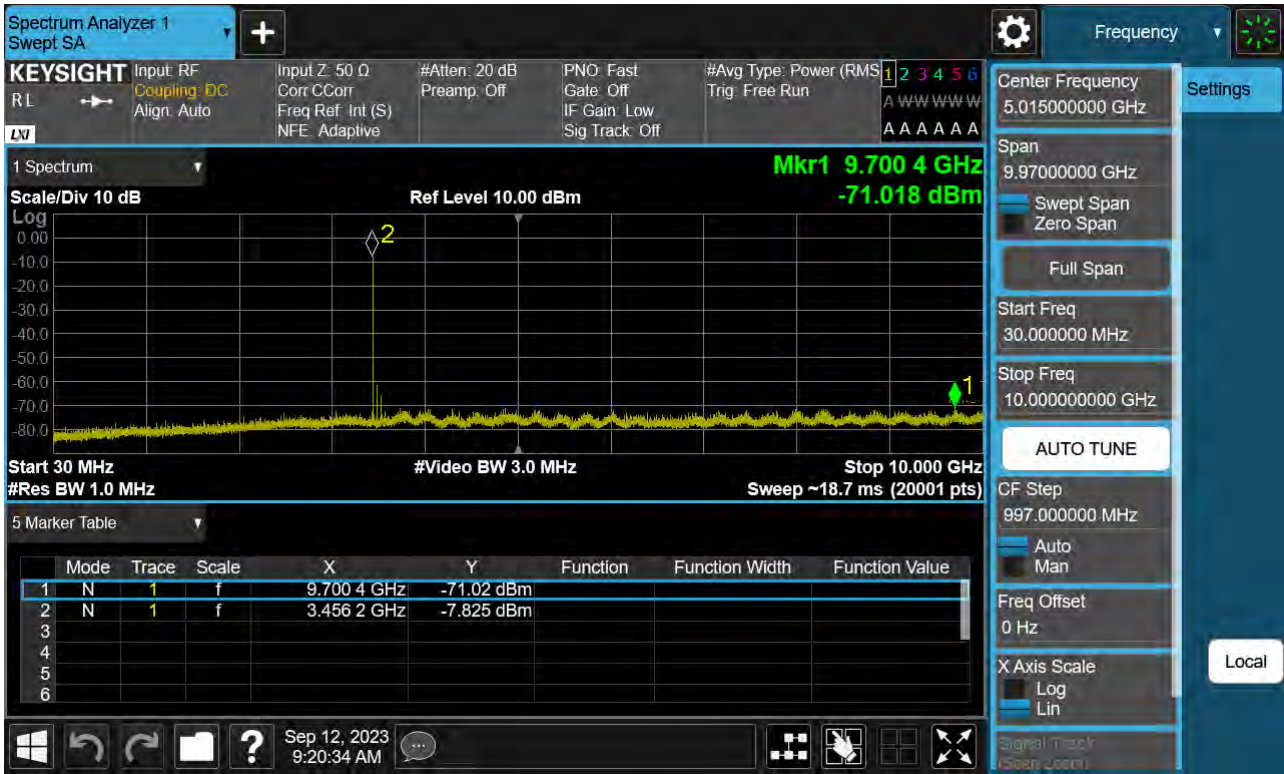 Spectrum Analyzer 1
Swept SA
+
Frequency
KEYSIGHT
RL
LXI
Input: RF
Coupling: DC
Align: Auto
Input Z: 50 Ω
Corr CCorr
Freq Ref: Int (S)
NFE: Adaptive
#Atten: 20 dB
Preamp: Off
PNO: Fast
Gate: Off
IF Gain: Low
Sig Track: Off
#Avg Type: Power (RMS
Trig: Free Run
1 2 3 4 5 6
A W W W W W
A A A A A A
1 Spectrum
Mkr1 9.700 4 GHz
-71.018 dBm
Scale/Div 10 dB
Ref Level 10.00 dBm
Log
0.00
-10.0
-20.0
-30.0
-40.0
-50.0
-60.0
-70.0
-80.0
2
1
Start 30 MHz
#Video BW 3.0 MHz
Stop 10.000 GHz
#Res BW 1.0 MHz
Sweep ~18.7 ms (20001 pts)
5 Marker Table
Mode Trace Scale X Y Function Function Width Function Value
1 N 1 f 9.700 4 GHz -71.02 dBm
2 N 1 f 3.456 2 GHz -7.825 dBm
3
4
5
6
?
Sep 12, 2023
9:20:34 AM
Center Frequency
5.015000000 GHz
Span
9.97000000 GHz
Swept Span
Zero Span
Full Span
Start Freq
30.000000 MHz
Stop Freq
10.000000000 GHz
AUTO TUNE
CF Step
997.000000 MHz
Auto
Man
Freq Offset
0 Hz
X Axis Scale
Log
Lin
Signal Track
(Span Zoom)
Settings
Local